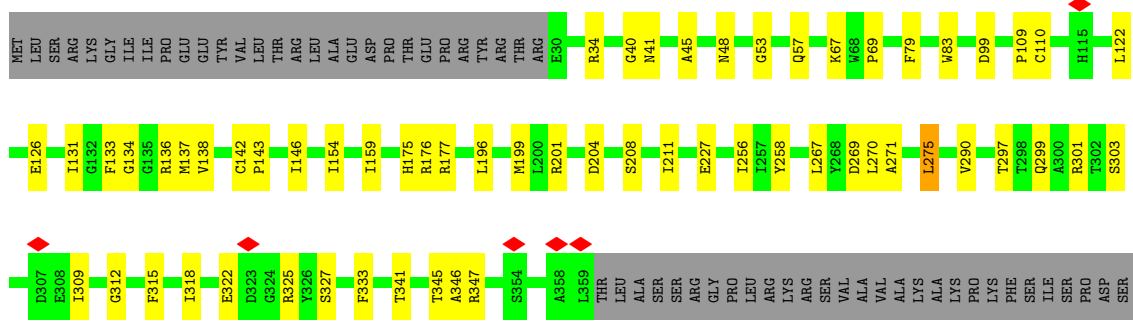 MET LEU SER ARG LYS GLY ILE ILE PRO GLU GLU TYR VAL LEU THR ARG LEU ALA GLU ASP PRO THR GLU PRO ARG TYR ARG THR ARG E30 R34 G40 N41 A45 N48 G53 Q57 K67 W68 P69 F79 W83 D99 P109 C110 H115 L122
E126 I131 G132 F133 G134 G135 R136 M137 V138 C142 P143 I146 I154 I159 H175 R176 R177 L196 M199 L200 R201 D204 S208 I211 E227 I256 I257 Y258 L267 Y268 D269 L270 A271 L275 V290 T297 T298 Q299 A300 R301 T302 S303
D307 E308 I309 G312 F315 I318 E322 D323 G324 R325 Y326 S327 F333 T341 T345 A346 R347 S354 A358 L359 THR LEU ALA SER SER ARG GLY PRO LEU ARG LYS ARG SER VAL ALA VAL ALA LYS ALA LYS PRO LYS PHE SER ILE SER PRO ASP SER